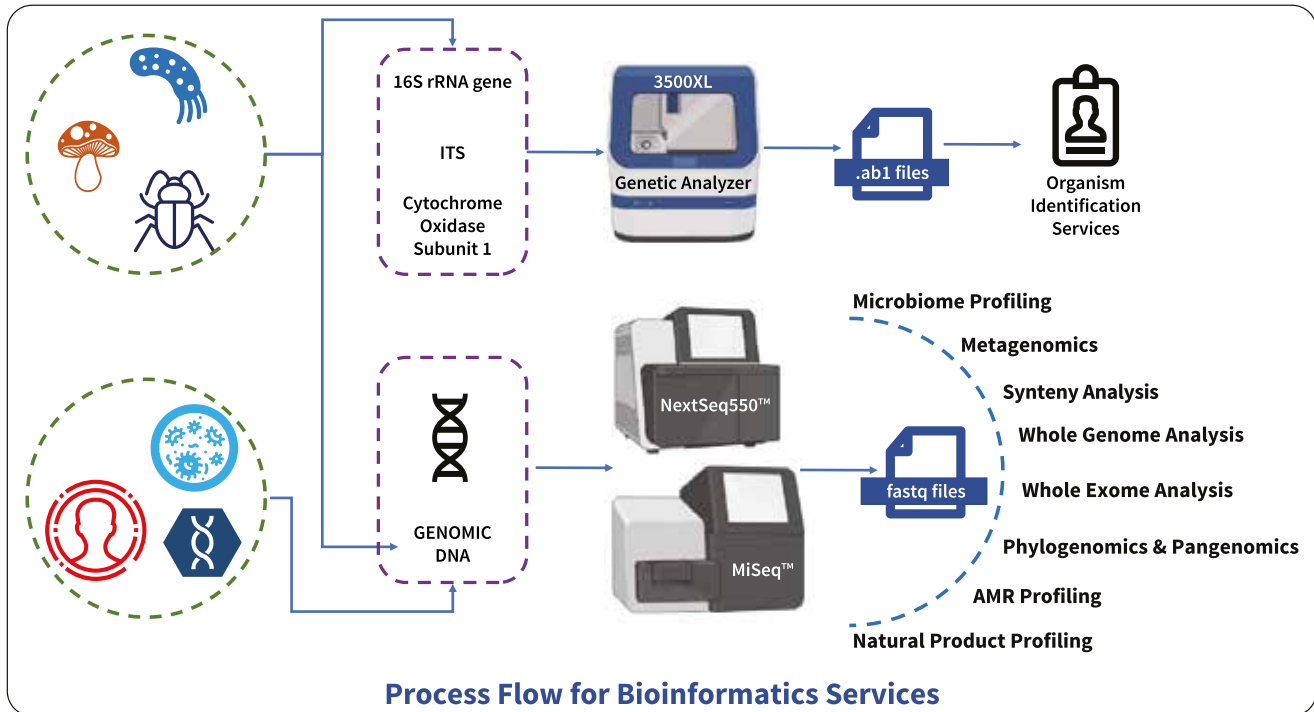 16S rRNA gene
ITS
Cytochrome
Oxidase
Subunit 1
3500XL
Genetic Analyzer
.ab1 files
Organism
Identification
Services
GENOMIC
DNA
NextSeq550™
MiSeq™
fastq files
Microbiome Profiling
Metagenomics
Synteny Analysis
Whole Genome Analysis
Whole Exome Analysis
Phylogenomics & Pangenomics
AMR Profiling
Natural Product Profiling
Process Flow for Bioinformatics Services